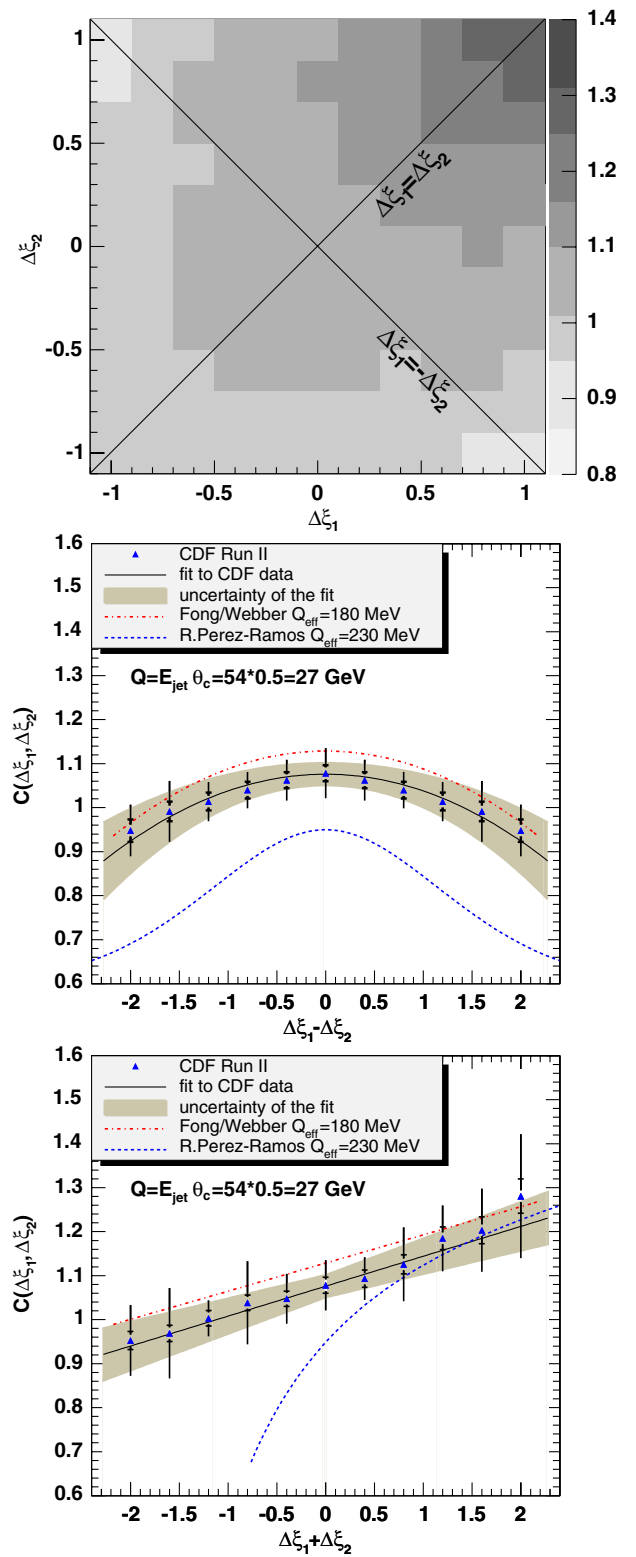 1.4
1.3
1.2
1.1
1
0.9
0.8
1
0.5
0
-0.5
-1
Δξ₂
Δξ₁=Δξ₂
Δξ₁=-Δξ₂
-1 -0.5 0 0.5 1
Δξ₁
1.6
1.5
1.4
1.3
1.2
1.1
1
0.9
0.8
0.7
0.6
C(Δξ₁,Δξ₂)
CDF Run II
fit to CDF data
uncertainty of the fit
Fong/Webber Qeff=180 MeV
R.Perez-Ramos Qeff=230 MeV
Q=Ejet θc=54*0.5=27 GeV
-2 -1.5 -1 -0.5 0 0.5 1 1.5 2
Δξ₁-Δξ₂
1.6
1.5
1.4
1.3
1.2
1.1
1
0.9
0.8
0.7
0.6
C(Δξ₁,Δξ₂)
CDF Run II
fit to CDF data
uncertainty of the fit
Fong/Webber Qeff=180 MeV
R.Perez-Ramos Qeff=230 MeV
Q=Ejet θc=54*0.5=27 GeV
-2 -1.5 -1 -0.5 0 0.5 1 1.5 2
Δξ₁+Δξ₂